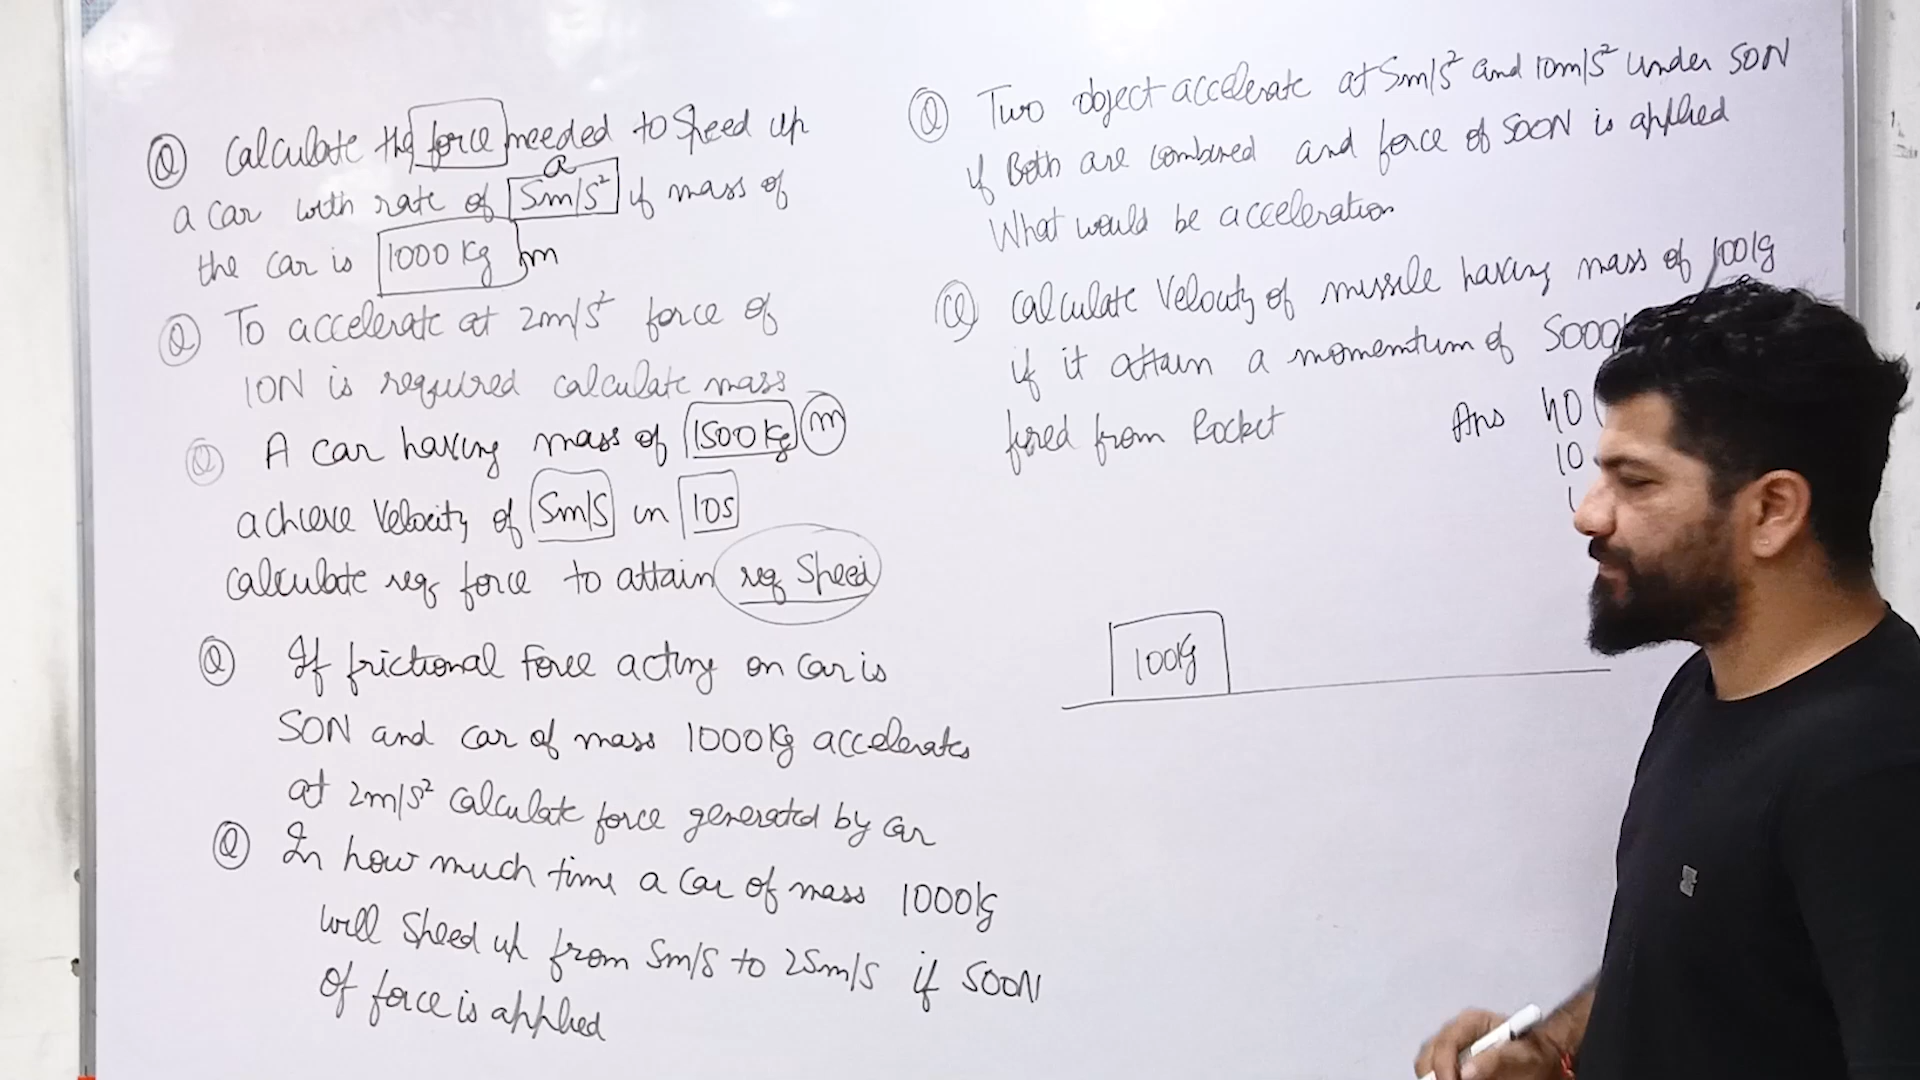 Q Calculate the force needed to speed up
a
a car with rate of 5m/s² if mass of
the car is 1000 kg } m
Q To accelerate at 2m/s² force of
10N is required calculate mass
Q A car having mass of 1500 kg m
achieve velocity of 5m/s in 10s
calculate req force to attain req speed
Q If frictional force acting on car is
50N and car of mass 1000kg accelerates
at 2m/s² calculate force generated by car
Q In how much time a car of mass 1000kg
will speed up from 5m/s to 25m/s if 500N
of force is applied
Q Two object accelerate at 5m/s² and 10m/s² under 50N
if Both are combined and force of 500N is applied
What would be acceleration
Q Calculate velocity of missile having mass of 100kg
if it attain a momemtum of 5000
fired from Rocket
Ans 40
10
100kg